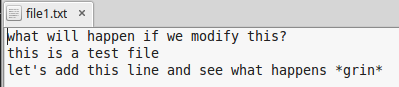 file1.txt ×
what will happen if we modify this?
this is a test file
let's add this line and see what happens *grin*